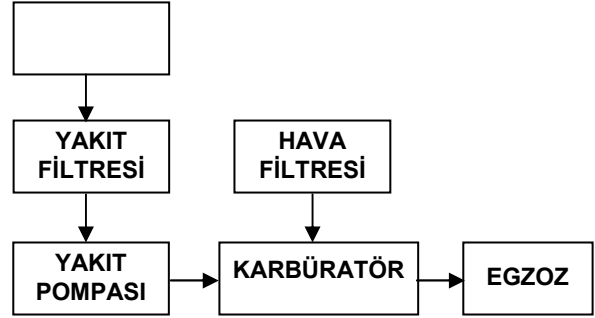 YAKIT
FİLTRESİ
HAVA
FİLTRESİ
YAKIT
POMPASI
KARBÜRATÖR
EGZOZ